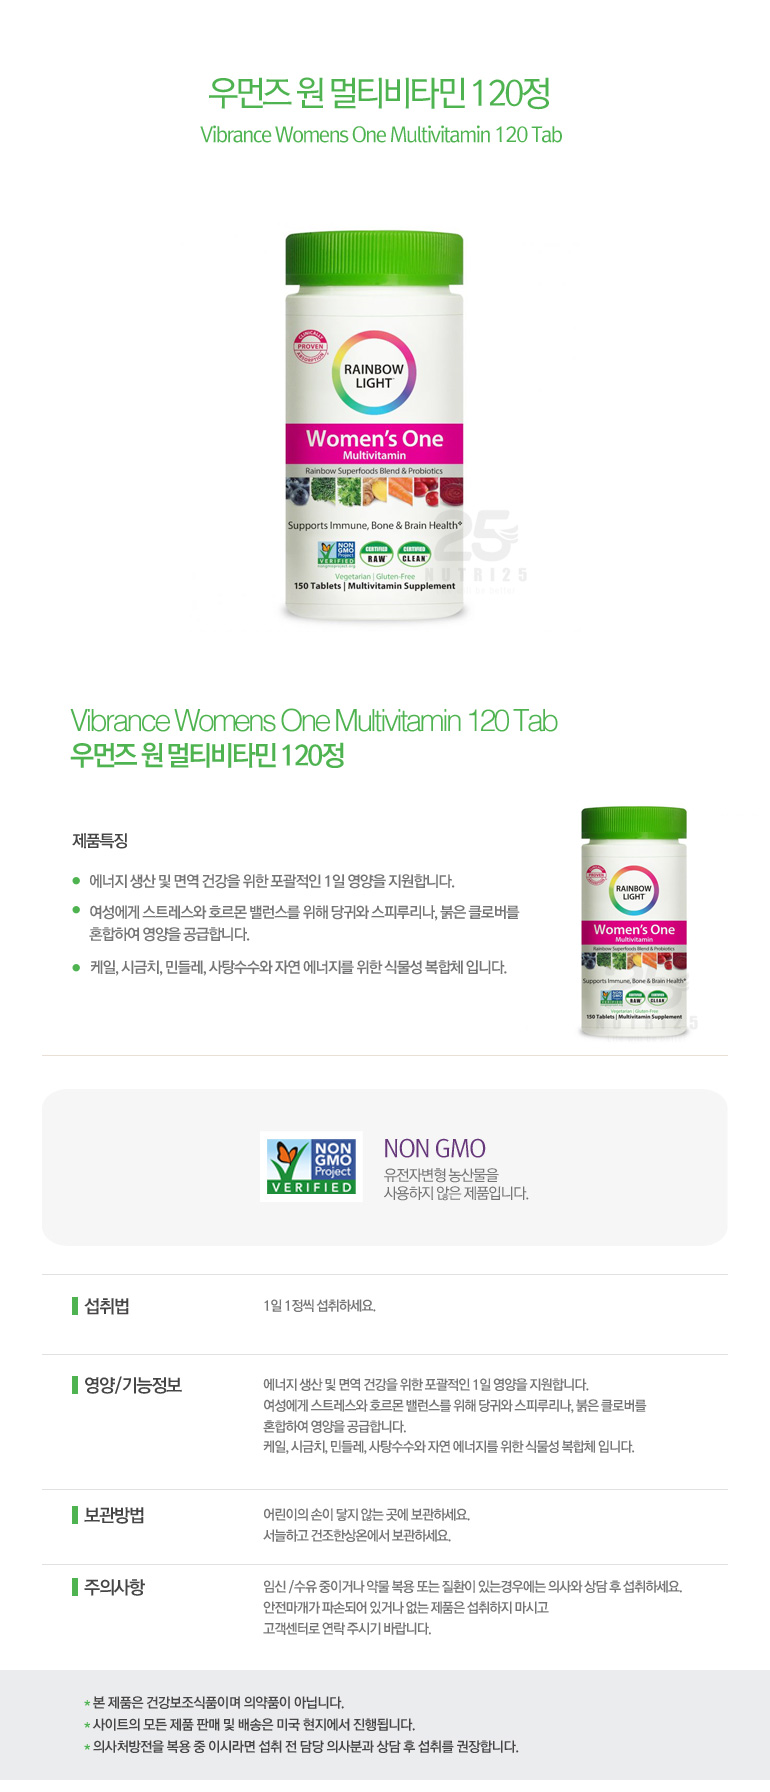 우먼즈 원 멀티비타민 120정
Vibrance Womens One Multivitamin 120 Tab
CLINICALLY
PROVEN
ABSORPTION
RAINBOW
LIGHT
Women's One
Multivitamin
Rainbow Superfoods Blend & Probiotics
Supports Immune, Bone & Brain Health*
NON
GMO
Project
VERIFIED
nongmoproject.org
CERTIFIED
RAW
CERTIFIED
CLEAN
Vegetarian | Gluten-Free
150 Tablets | Multivitamin Supplement
25
NUTRI25
Vibrance Womens One Multivitamin 120 Tab
우먼즈 원 멀티비타민 120정
제품특징
에너지 생산 및 면역 건강을 위한 포괄적인 1일 영양을 지원합니다.
여성에게 스트레스와 호르몬 밸런스를 위해 당귀와 스피루리나, 붉은 클로버를
혼합하여 영양을 공급합니다.
케일, 시금치, 민들레, 사탕수수와 자연 에너지를 위한 식물성 복합체 입니다.
PROVEN
RAINBOW
LIGHT
Women's One
Multivitamin
Rainbow Superfoods Blend & Probiotics
Supports Immune, Bone & Brain Health*
NON
GMO
VERIFIED
RAW
CLEAN
Vegetarian | Gluten-Free
150 Tablets | Multivitamin Supplement
NUTRI25
NON
GMO
Project
VERIFIED
NON GMO
유전자변형 농산물을
사용하지 않은 제품입니다.
섭취법
1일 1정씩 섭취하세요.
영양/기능정보
에너지 생산 및 면역 건강을 위한 포괄적인 1일 영양을 지원합니다.
여성에게 스트레스와 호르몬 밸런스를 위해 당귀와 스피루리나, 붉은 클로버를
혼합하여 영양을 공급합니다.
케일, 시금치, 민들레, 사탕수수와 자연 에너지를 위한 식물성 복합체 입니다.
보관방법
어린이의 손이 닿지 않는 곳에 보관하세요.
서늘하고 건조한상온에서 보관하세요.
주의사항
임신 /수유 중이거나 약물 복용 또는 질환이 있는경우에는 의사와 상담 후 섭취하세요.
안전마개가 파손되어 있거나 없는 제품은 섭취하지 마시고
고객센터로 연락 주시기 바랍니다.
* 본 제품은 건강보조식품이며 의약품이 아닙니다.
* 사이트의 모든 제품 판매 및 배송은 미국 현지에서 진행됩니다.
* 의사처방전을 복용 중 이시라면 섭취 전 담당 의사분과 상담 후 섭취를 권장합니다.